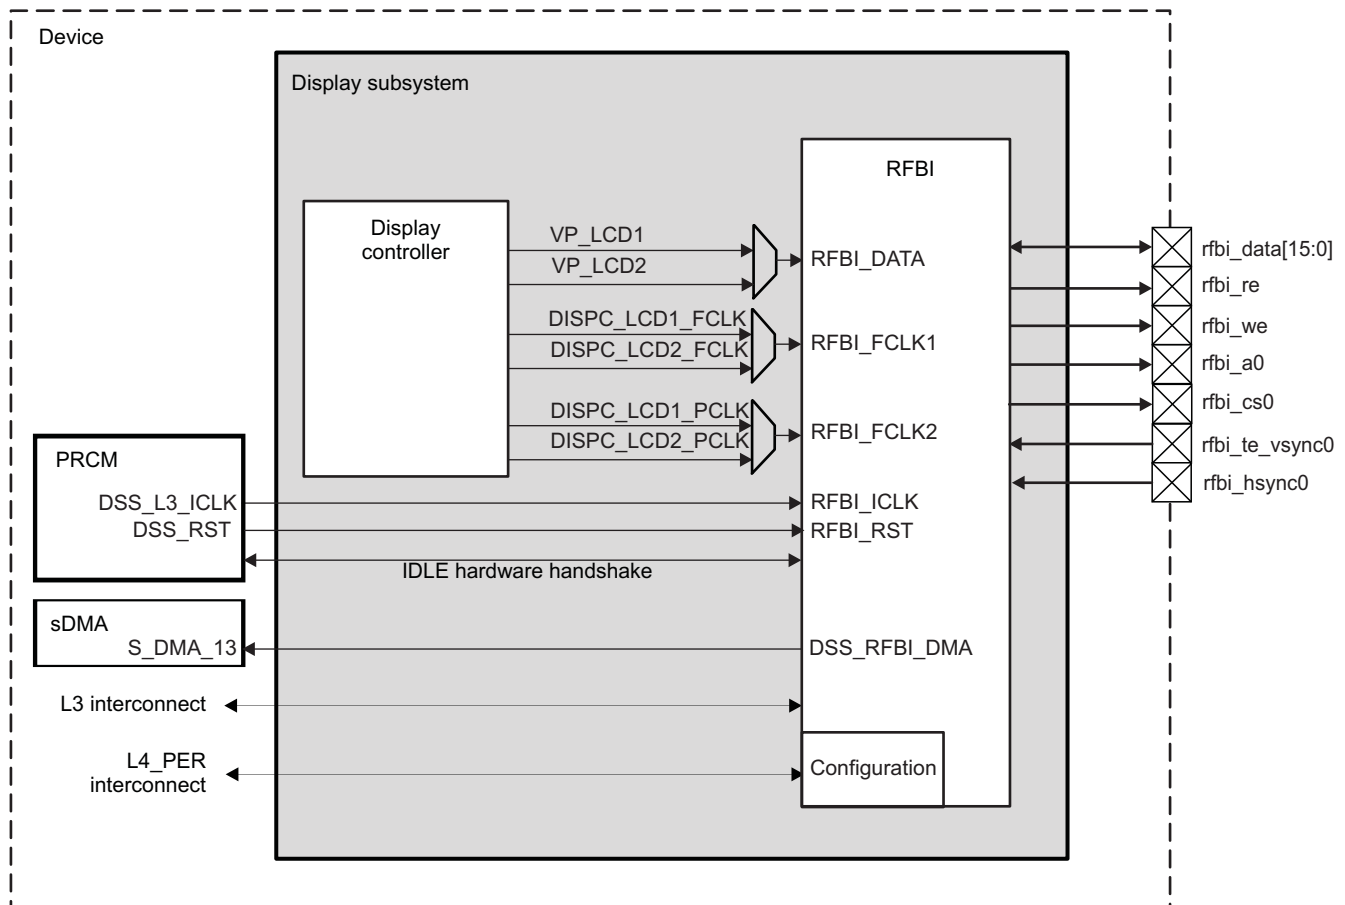 Device
Display subsystem
RFBI
Display
controller
VP_LCD1
VP_LCD2
RFBI_DATA
DISPC_LCD1_FCLK
DISPC_LCD2_FCLK
RFBI_FCLK1
DISPC_LCD1_PCLK
DISPC_LCD2_PCLK
RFBI_FCLK2
rfbi_data[15:0]
rfbi_re
rfbi_we
rfbi_a0
rfbi_cs0
rfbi_te_vsync0
rfbi_hsync0
PRCM
DSS_L3_ICLK
DSS_RST
RFBI_ICLK
RFBI_RST
IDLE hardware handshake
sDMA
S_DMA_13
DSS_RFBI_DMA
L3 interconnect
L4_PER
interconnect
Configuration